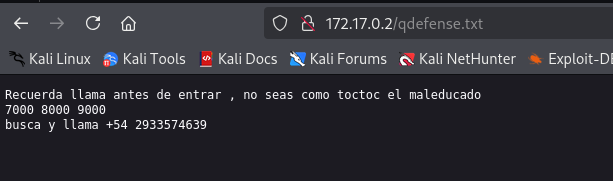 172.17.0.2/qdefense.txt
Kali Linux Kali Tools Kali Docs Kali Forums Kali NetHunter Exploit-DB
Recuerda llama antes de entrar , no seas como toctoc el maleducado
7000 8000 9000
busca y llama +54 2933574639